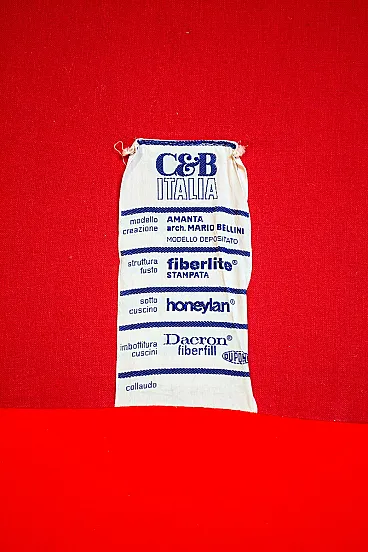 C&B
ITALIA
modello AMANTA
creazione arch. MARIO BELLINI
MODELLO DEPOSITATO
struttura fiberlite®
fusto STAMPATA
sotto
cuscino honeylan®
imbottitura Dacron®
cuscini fiberfill
DUPONT
collaudo